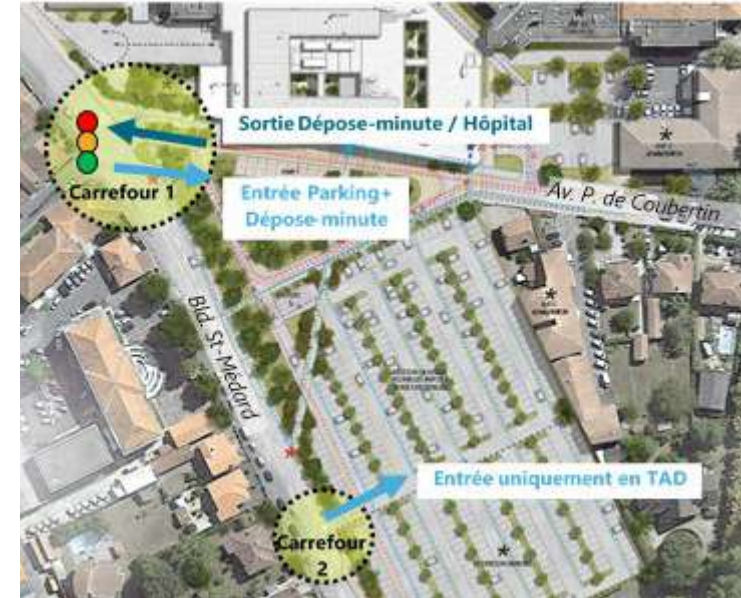 Sortie Dépose-minute / Hôpital
Carrefour 1
Entrée Parking+
Dépose-minute
Av. P. de Coubertin
Bld. St-Médard
Entrée uniquement en TAD
Carrefour
2